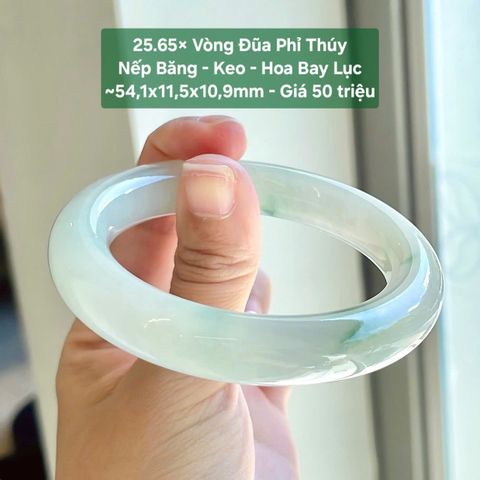 25.65× Vòng Đũa Phỉ Thúy
Nếp Băng - Keo - Hoa Bay Lục
~54,1x11,5x10,9mm - Giá 50 triệu